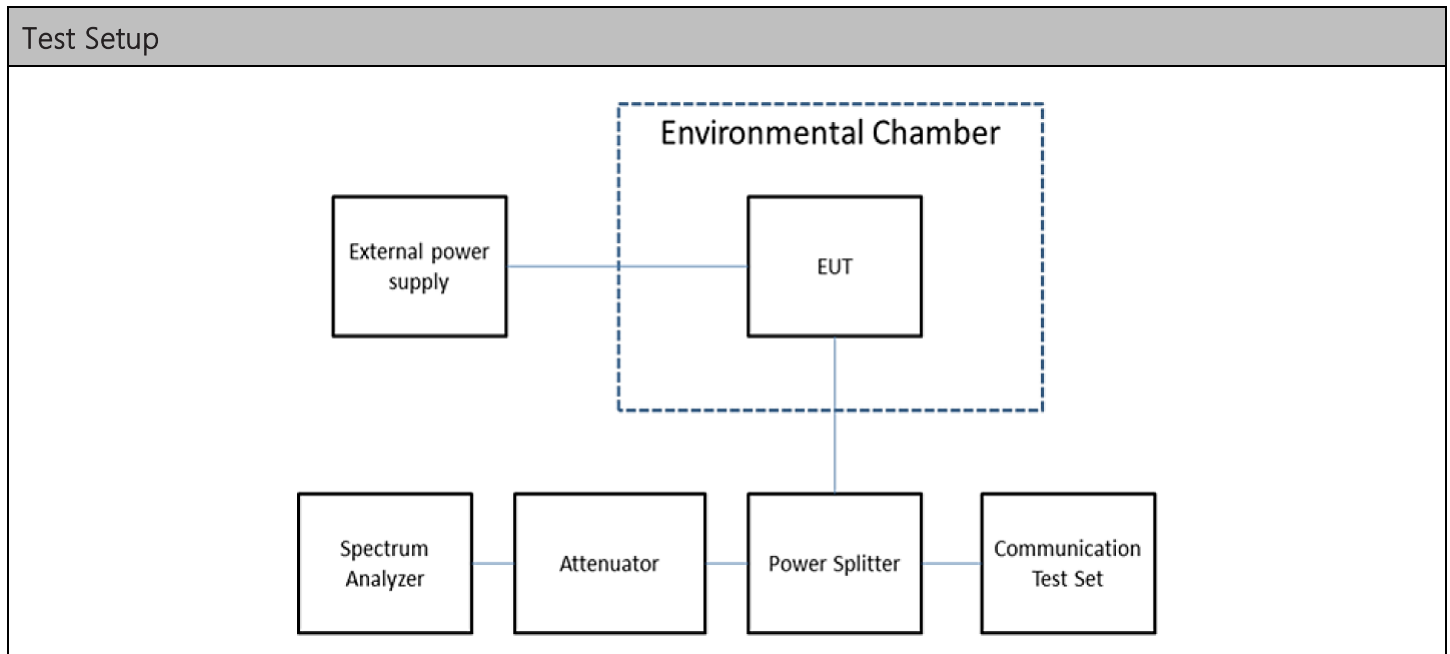 Test Setup
Environmental Chamber
External power
supply
EUT
Spectrum
Analyzer
Attenuator
Power Splitter
Communication
Test Set